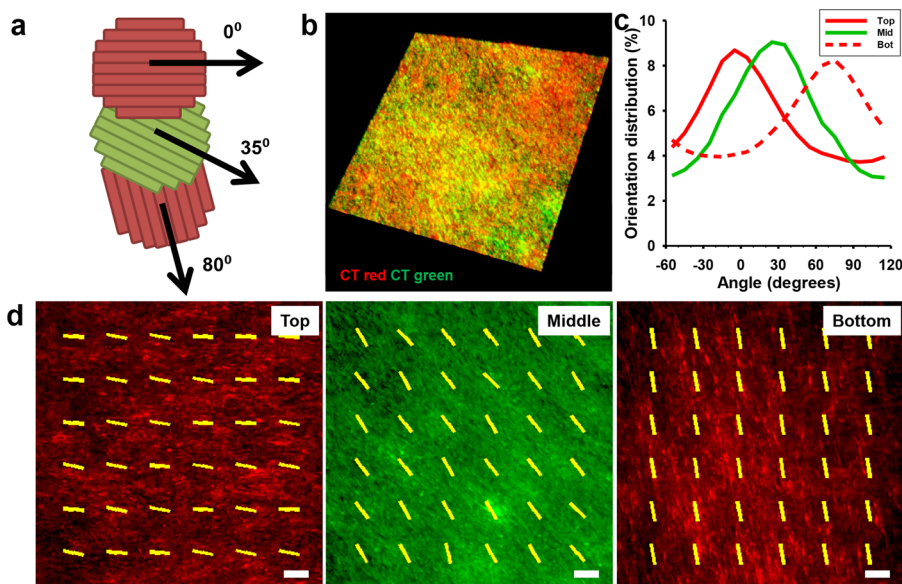 a
0⁰
35⁰
80⁰
b
CT red CT green
c
Orientation distribution (%)
10
8
6
4
2
0
-60 -30 0 30 60 90 120
Angle (degrees)
Top
Mid
Bot
d
Top
Middle
Bottom